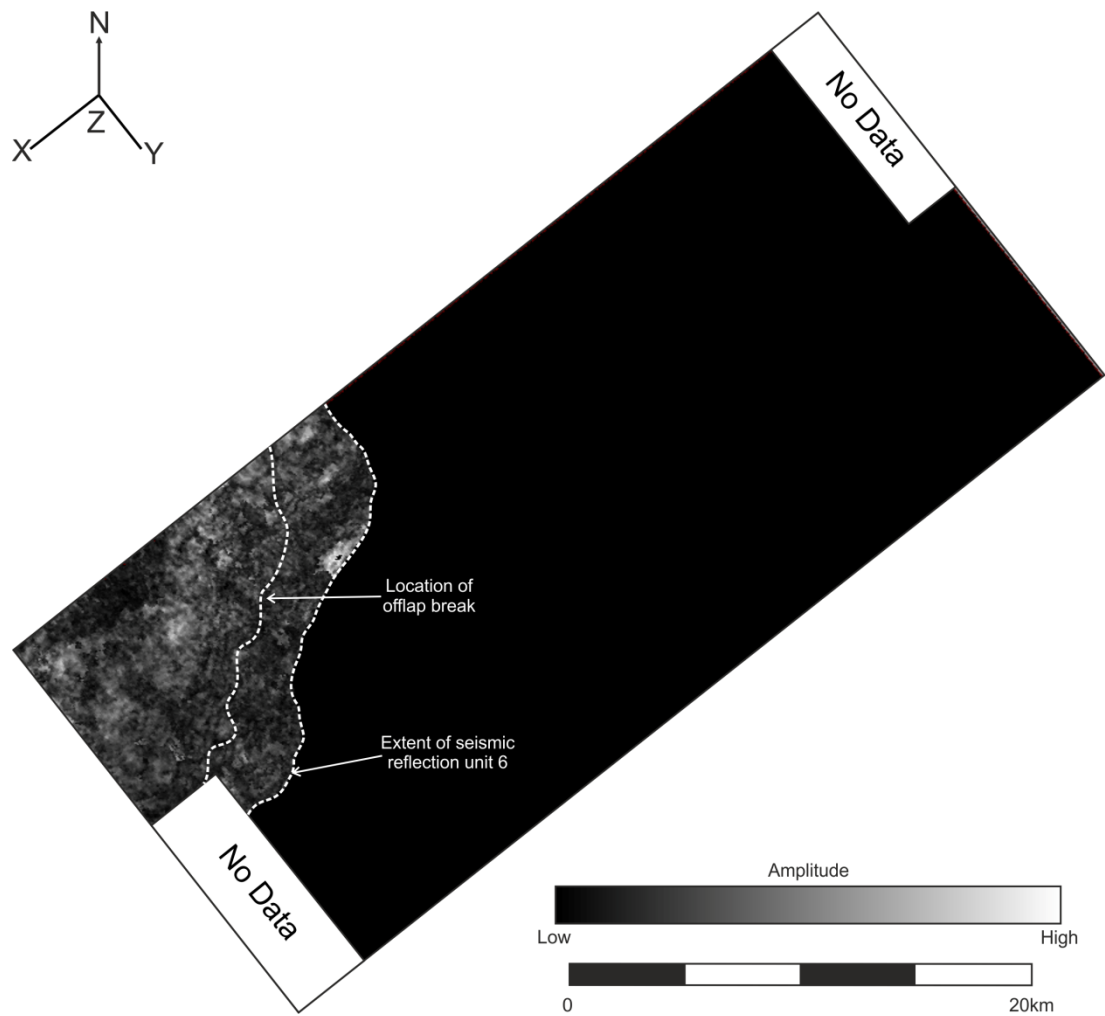 N
X
Z
Y
No Data
Location of
offlap break
Extent of seismic
reflection unit 6
No Data
Amplitude
Low
High
0
20km